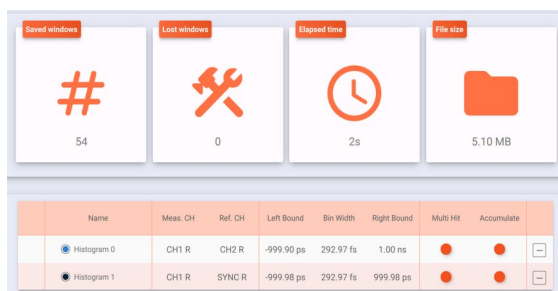 Saved windows Lost windows Elapsed time File size
54 0 2s 5.10 MB
Name Meas. CH Ref. CH Left Bound Bin Width Right Bound Multi Hit Accumulate
Histogram 0 CH1 R CH2 R -999.90 ps 292.97 fs 1.00 ns
Histogram 1 CH1 R SYNC R -999.98 ps 292.97 fs 999.98 ps